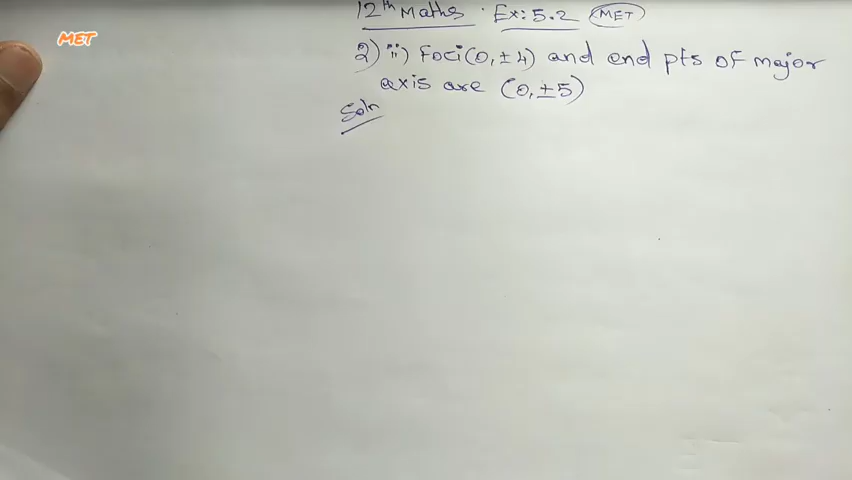 12th Maths . Ex: 5.2 MET
MET
2) ii) Foci (0, ±4) and end pts of major
axis are (0, ±5)
Soln